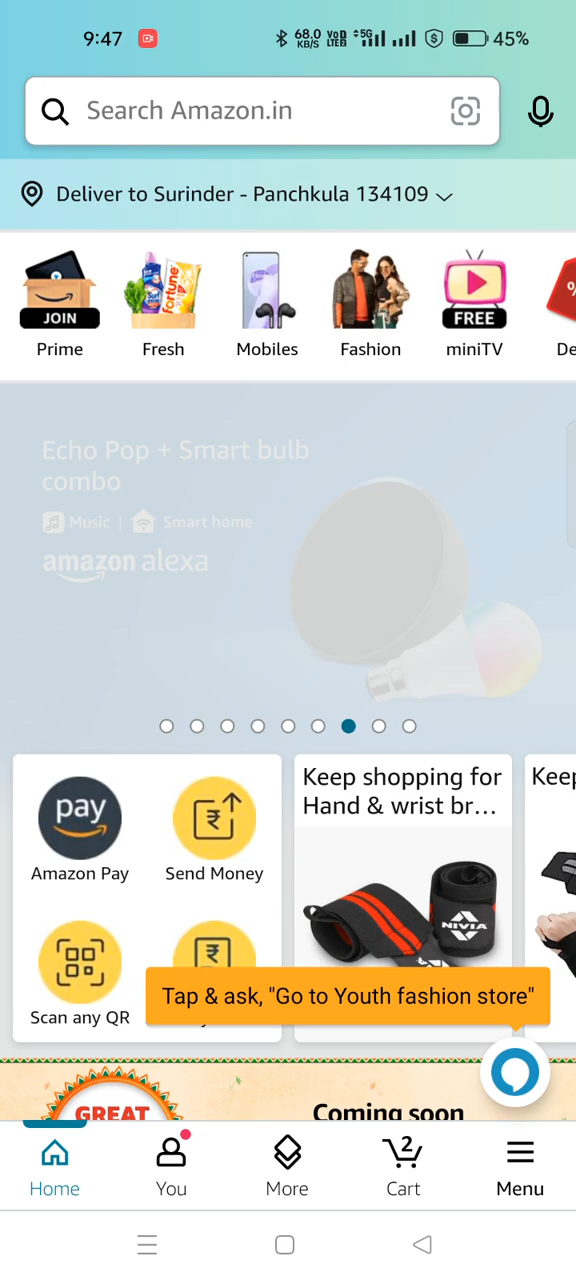 9:47
68.0 KB/S
Vo D LTE 2
5G
45%
Search Amazon.in
Deliver to Surinder - Panchkula 134109
JOIN
fortune
FREE
%
Prime
Fresh
Mobiles
Fashion
miniTV
De
Echo Pop + Smart bulb
combo
Music | Smart home
amazon alexa
pay
₹
Amazon Pay
Send Money
₹
Scan any QR
Keep shopping for
Hand & wrist br...
NIVIA
Keep
Tap & ask, "Go to Youth fashion store"
GREAT
Coming soon
2
Home
You
More
Cart
Menu